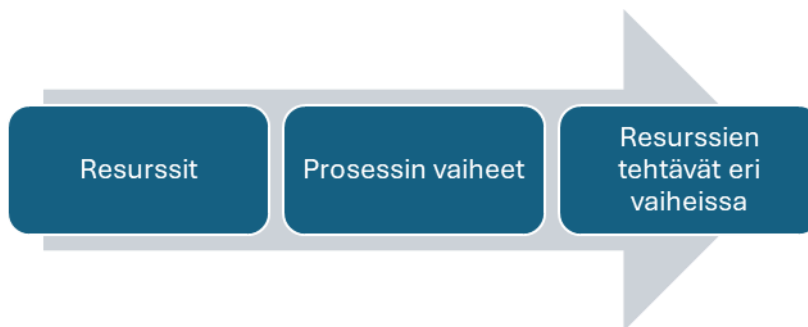 Resurssit
Prosessin vaiheet
Resurssien
tehtävät eri
vaiheissa